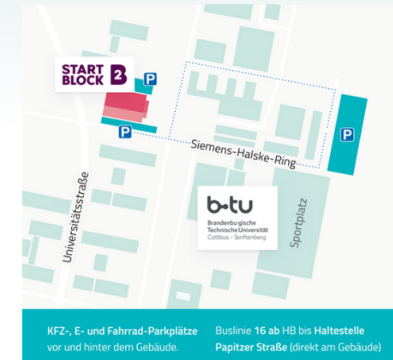 START
BLOCK B2
P
P
P
Siemens-Halske-Ring
Universitätsstraße
b-tu
Brandenburgische
Technische Universität
Cottbus - Senftenberg
Sportplatz
KFZ-, E- und Fahrrad-Parkplätze
vor und hinter dem Gebäude.
Buslinie 16 ab HB bis Haltestelle
Papitzer Straße (direkt am Gebäude)